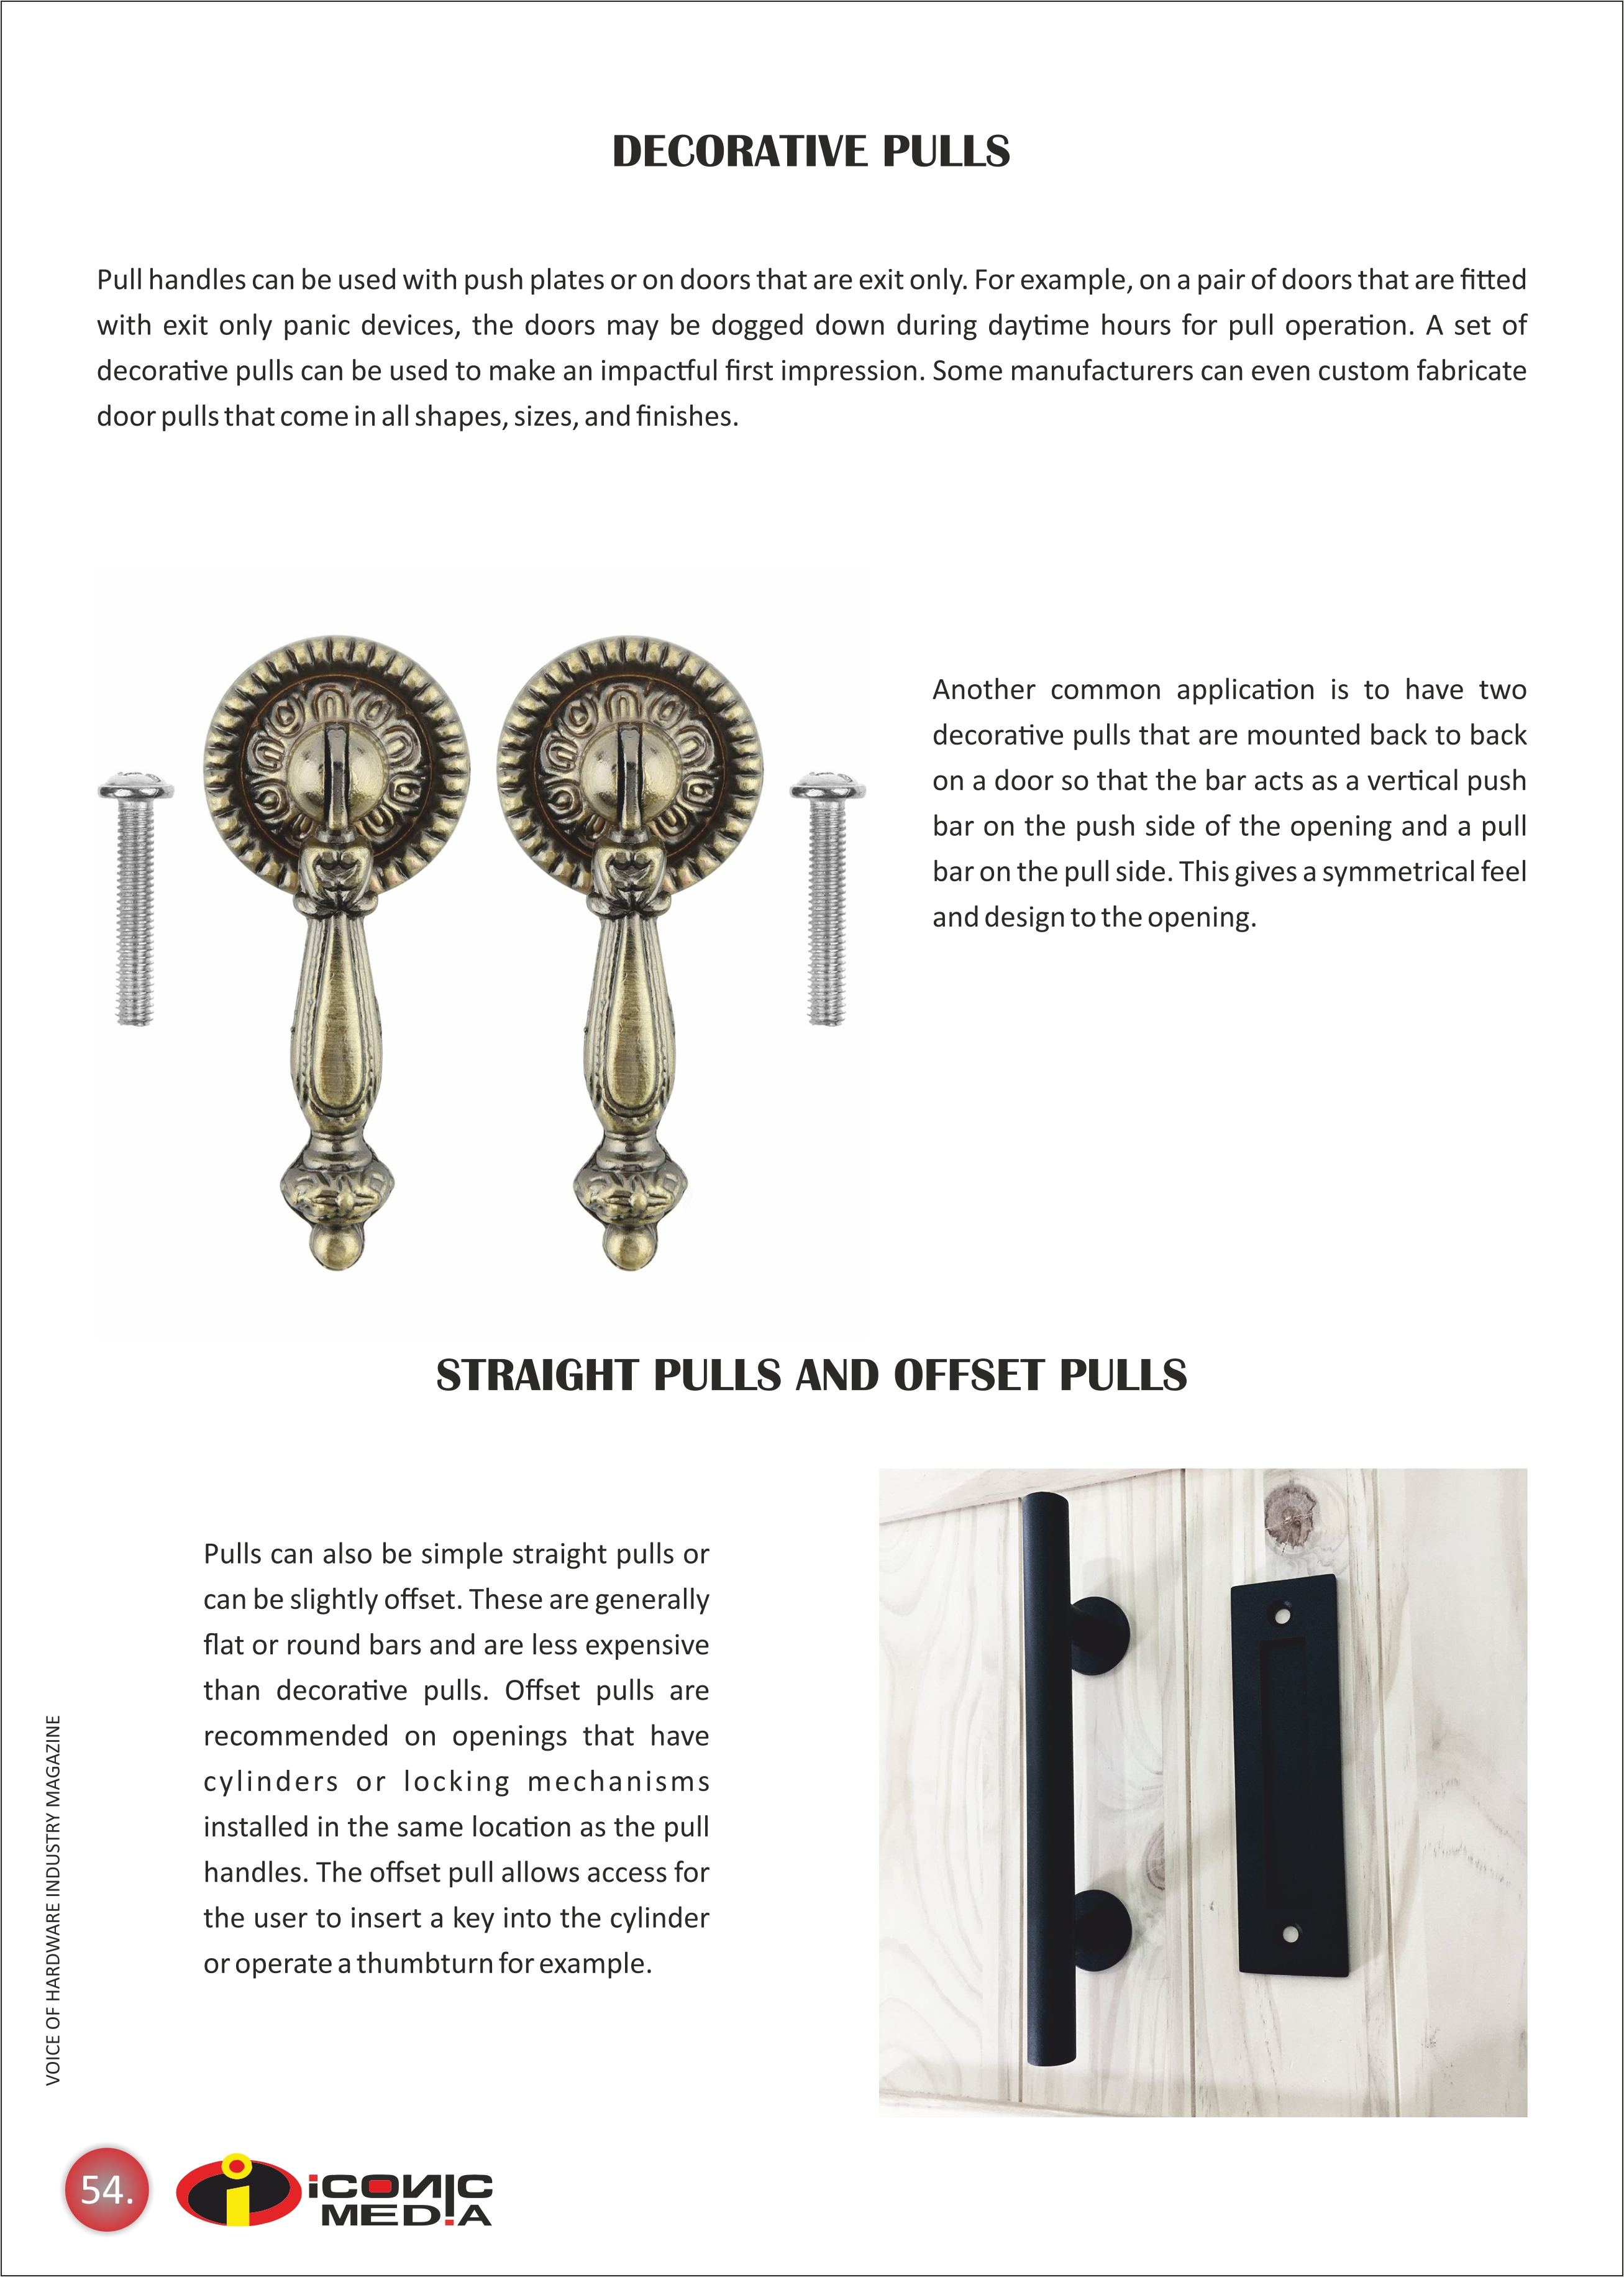 DECORATIVE PULLS
Pull handles can be used with push plates or on doors that are exit only. For example, on a pair of doors that are fitted
with exit only panic devices, the doors may be dogged down during daytime hours for pull operation. A set of
decorative pulls can be used to make an impactful first impression. Some manufacturers can even custom fabricate
door pulls that come in all shapes, sizes, and finishes.
Another common application is to have two
decorative pulls that are mounted back to back
on a door so that the bar acts as a vertical push
bar on the push side of the opening and a pull
bar on the pull side. This gives a symmetrical feel
and design to the opening.
STRAIGHT PULLS AND OFFSET PULLS
Pulls can also be simple straight pulls or
can be slightly offset. These are generally
flat or round bars and are less expensive
than decorative pulls. Offset pulls are
recommended on openings that have
cylinders or locking mechanisms
installed in the same location as the pull
handles. The offset pull allows access for
the user to insert a key into the cylinder
or operate a thumbturn for example.
VOICE OF HARDWARE INDUSTRY MAGAZINE
54.
iCONIC
MEDiA